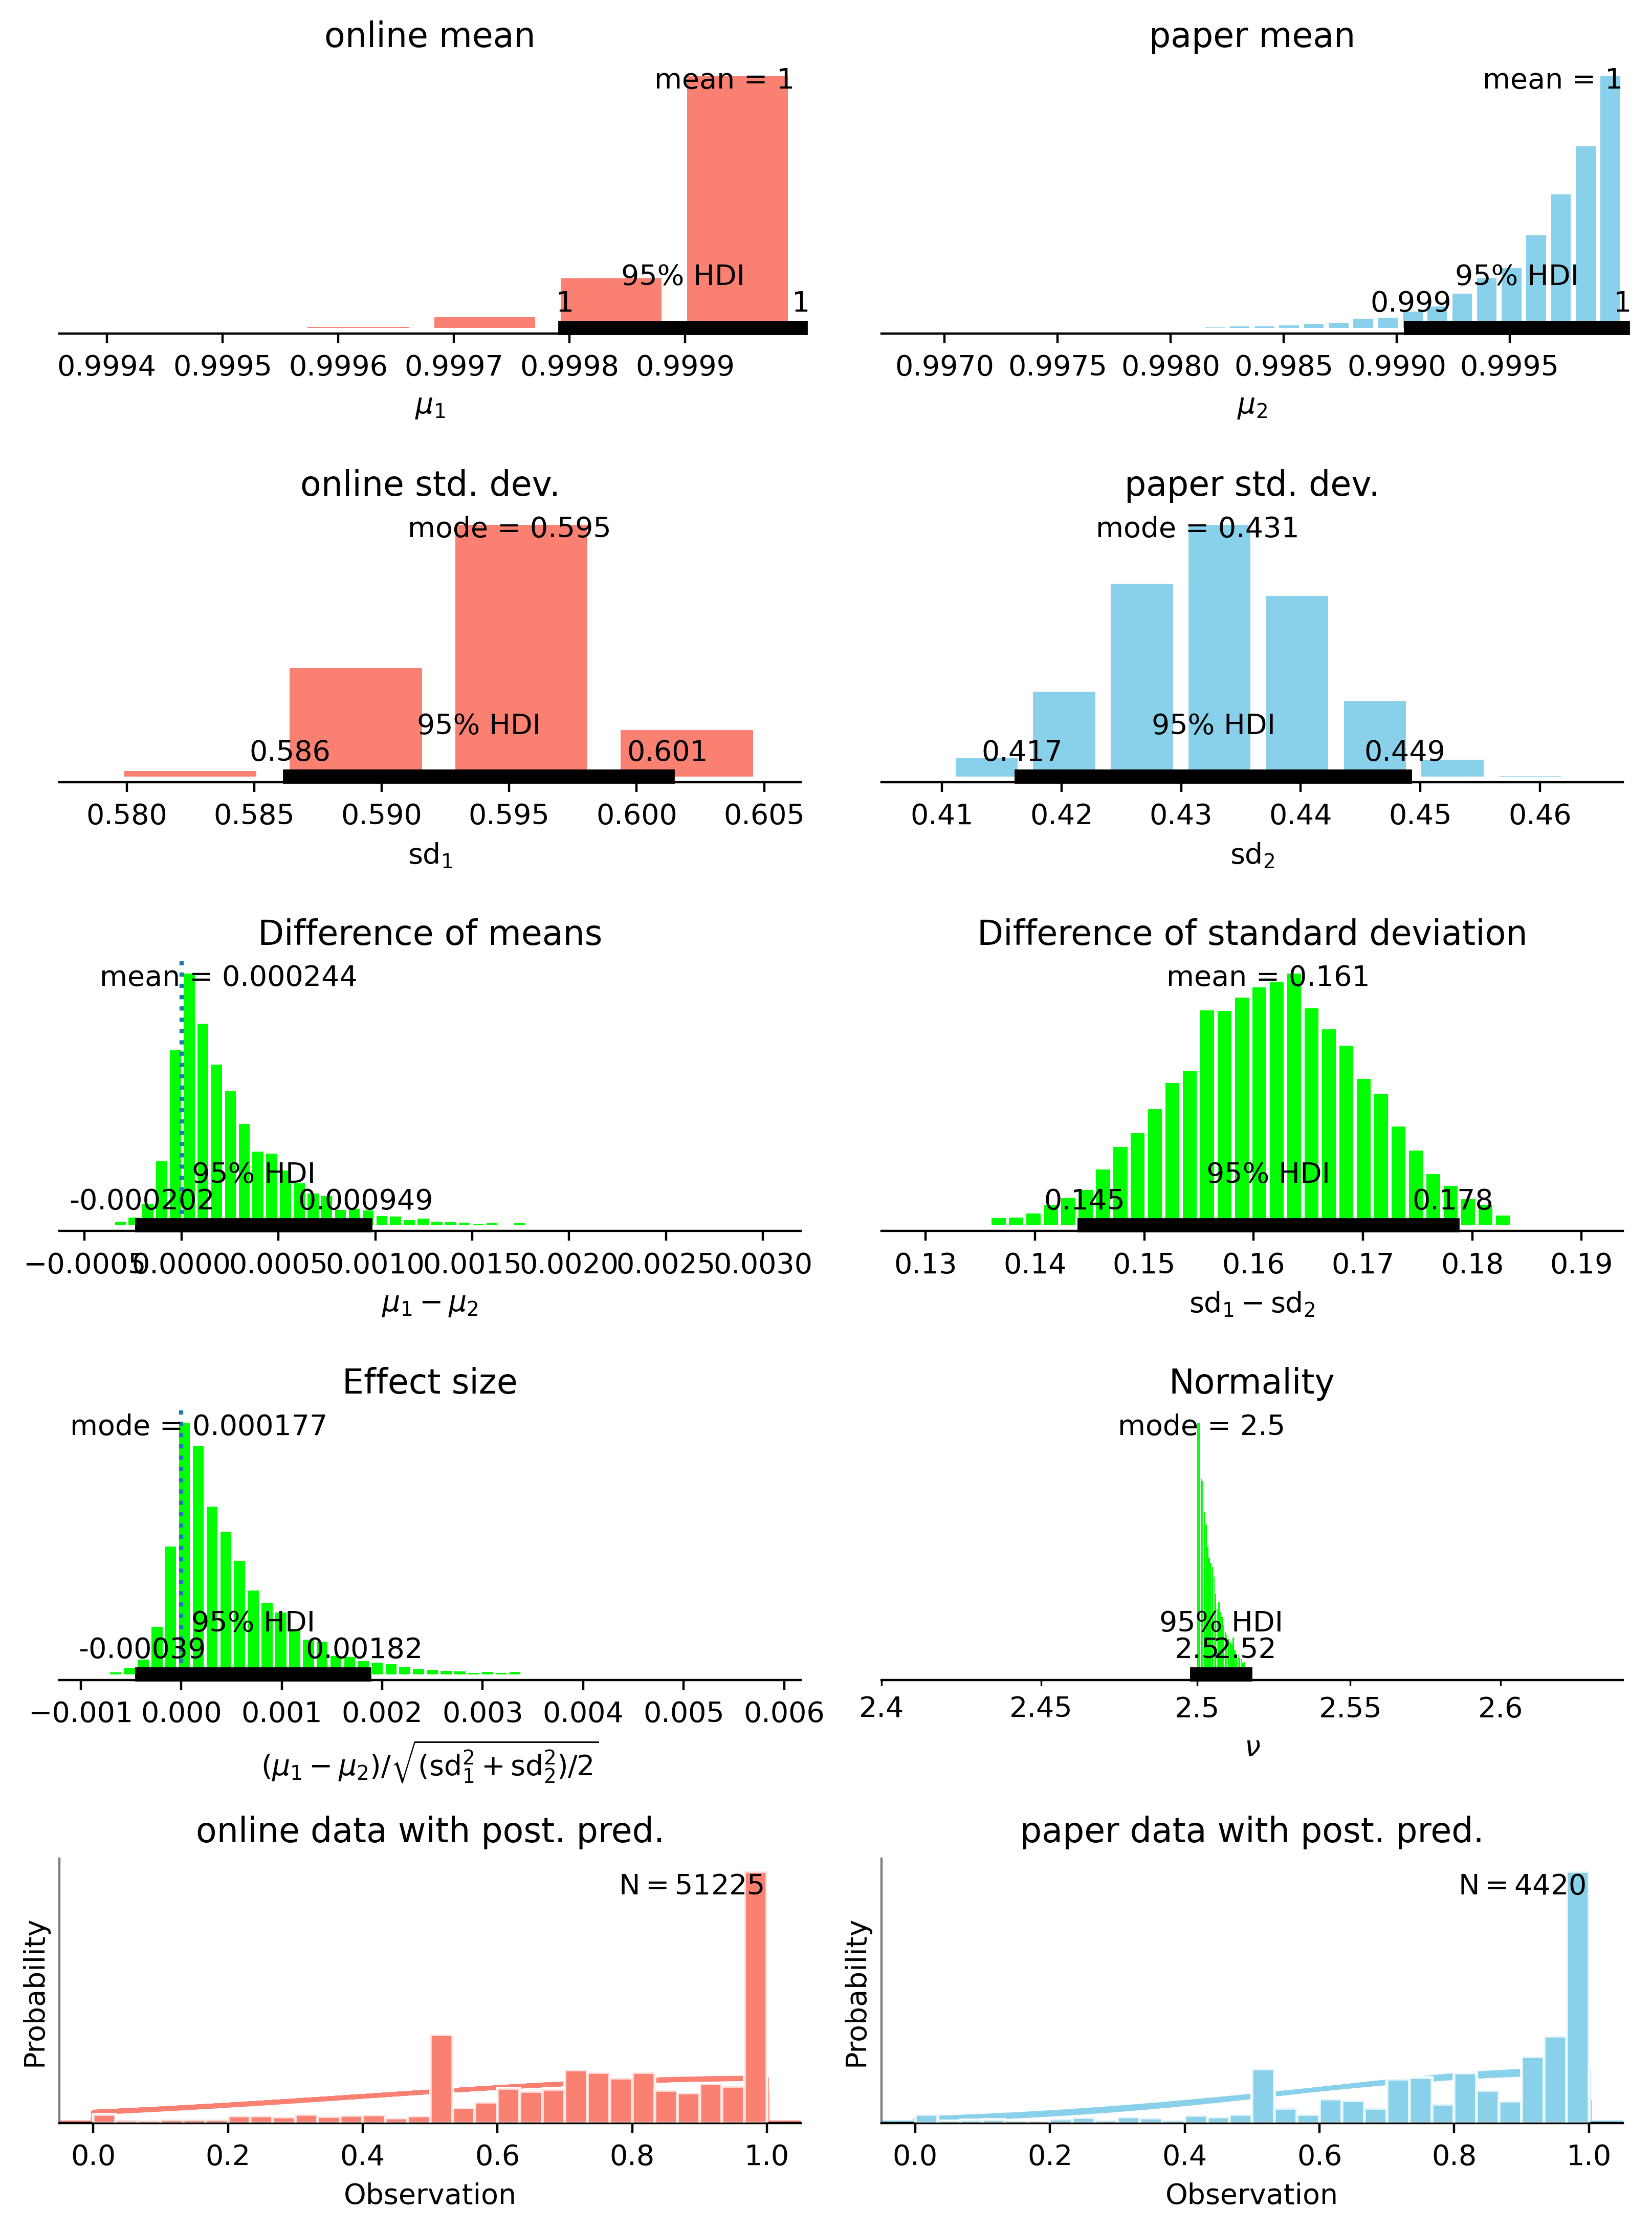 online mean
mean = 1
95% HDI
1 1
0.9994 0.9995 0.9996 0.9997 0.9998 0.9999
μ1
paper mean
mean = 1
95% HDI
0.999 1
0.9970 0.9975 0.9980 0.9985 0.9990 0.9995
μ2
online std. dev.
mode = 0.595
95% HDI
0.586 0.601
0.580 0.585 0.590 0.595 0.600 0.605
sd1
paper std. dev.
mode = 0.431
95% HDI
0.417 0.449
0.41 0.42 0.43 0.44 0.45 0.46
sd2
Difference of means
mean = 0.000244
95% HDI
-0.000202 0.000949
−0.0005 0.0000 0.0005 0.0010 0.0015 0.0020 0.0025 0.0030
μ1 − μ2
Difference of standard deviation
mean = 0.161
95% HDI
0.145 0.178
0.13 0.14 0.15 0.16 0.17 0.18 0.19
sd1 − sd2
Effect size
mode = 0.000177
95% HDI
-0.00039 0.00182
−0.001 0.000 0.001 0.002 0.003 0.004 0.005 0.006
(μ1 − μ2)/√(sd1² + sd2²)/2
Normality
mode = 2.5
95% HDI
2.5 2.52
2.4 2.45 2.5 2.55 2.6
ν
online data with post. pred.
N = 51225
Probability
0.0 0.2 0.4 0.6 0.8 1.0
Observation
paper data with post. pred.
N = 4420
Probability
0.0 0.2 0.4 0.6 0.8 1.0
Observation